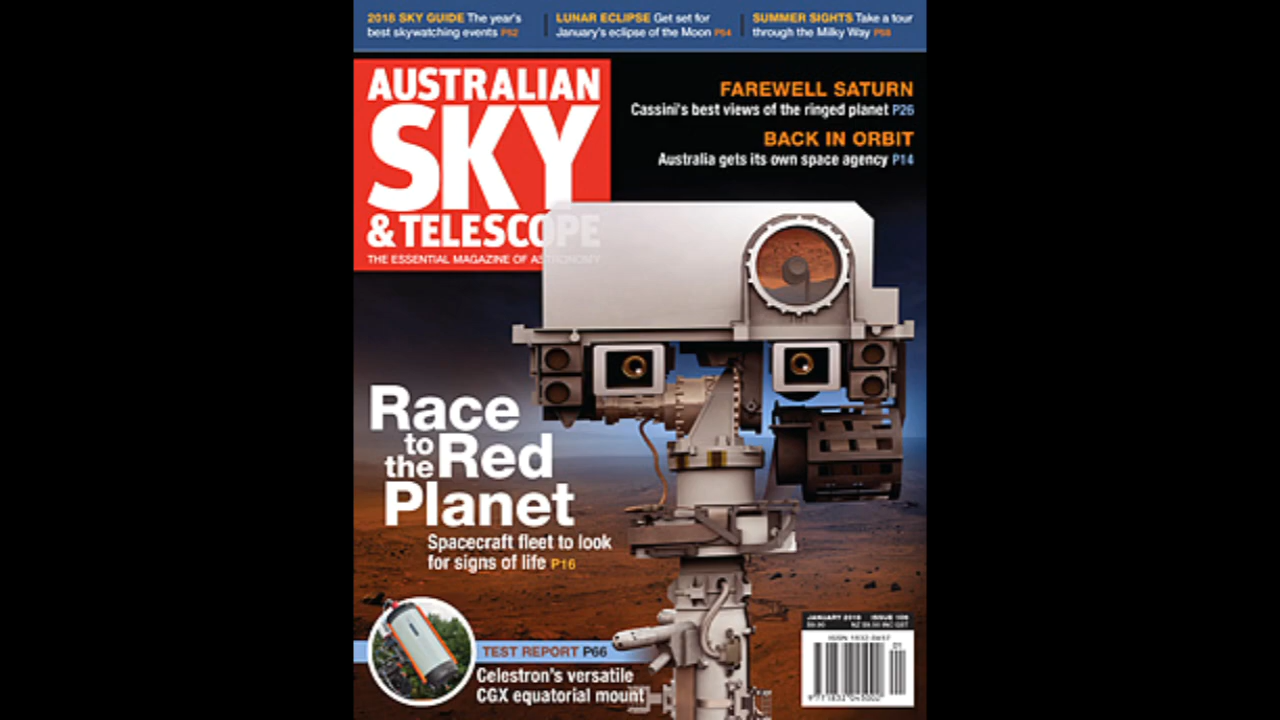 2018 SKY GUIDE The year's
best skywatching events P52
LUNAR ECLIPSE Get set for
January's eclipse of the Moon P54
SUMMER SIGHTS Take a tour
through the Milky Way P58
AUSTRALIAN
SKY
& TELESCOPE
THE ESSENTIAL MAGAZINE OF ASTRONOMY
FAREWELL SATURN
Cassini's best views of the ringed planet P26
BACK IN ORBIT
Australia gets its own space agency P14
Race
to
the Red
Planet
Spacecraft fleet to look
for signs of life P16
TEST REPORT P66
Celestron's versatile
CGX equatorial mount
JANUARY 2018 ISSUE